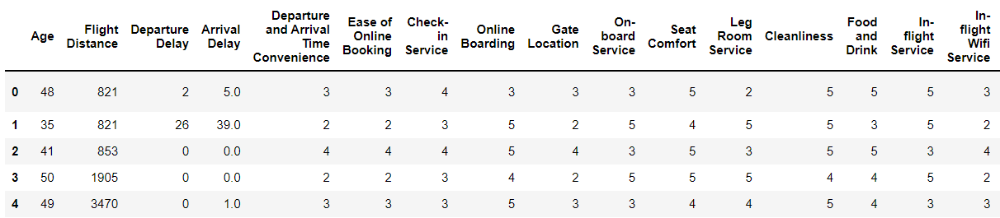 Age Flight Distance Departure Delay Arrival Delay Departure and Arrival Time Convenience Ease of Online Booking Check-in Service Online Boarding Gate Location On-board Service Seat Comfort Leg Room Service Cleanliness Food and Drink In-flight Service In-flight Wifi Service
0 48 821 2 5.0 3 3 4 3 3 3 5 2 5 5 5 3
1 35 821 26 39.0 2 2 3 5 2 5 4 5 5 3 5 2
2 41 853 0 0.0 4 4 4 5 4 3 5 3 5 5 3 4
3 50 1905 0 0.0 2 2 3 4 2 5 5 5 4 4 5 2
4 49 3470 0 1.0 3 3 3 5 3 3 4 4 5 4 3 3